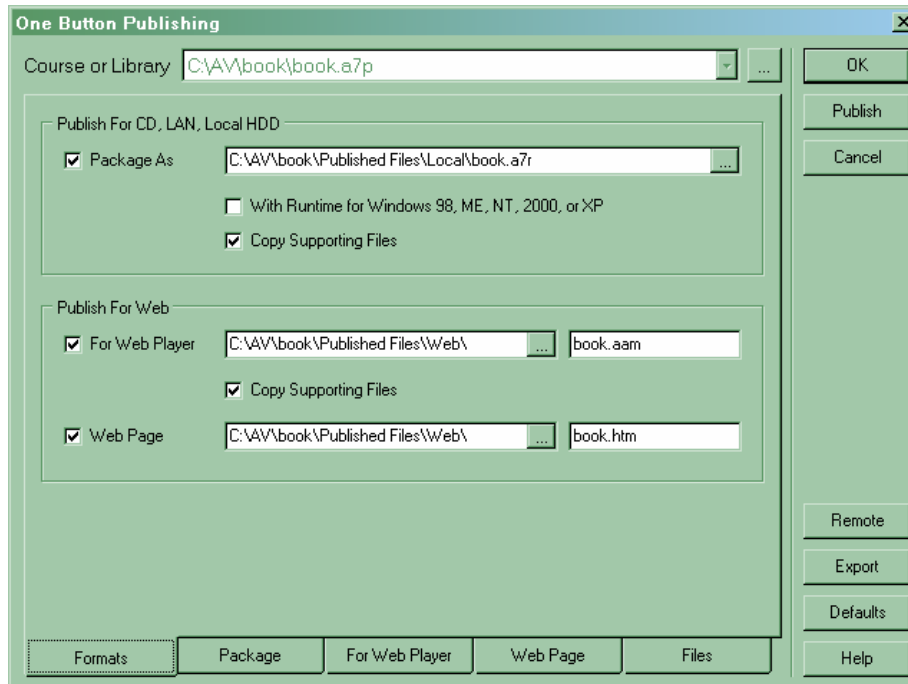 One Button Publishing
Course or Library C:\AV\book\book.a7p ...
OK
Publish
Cancel
Publish For CD, LAN, Local HDD
Package As C:\AV\book\Published Files\Local\book.a7r ...
With Runtime for Windows 98, ME, NT, 2000, or XP
Copy Supporting Files
Publish For Web
For Web Player C:\AV\book\Published Files\Web\ ... book.aam
Copy Supporting Files
Web Page C:\AV\book\Published Files\Web\ ... book.htm
Remote
Export
Defaults
Help
Formats Package For Web Player Web Page Files